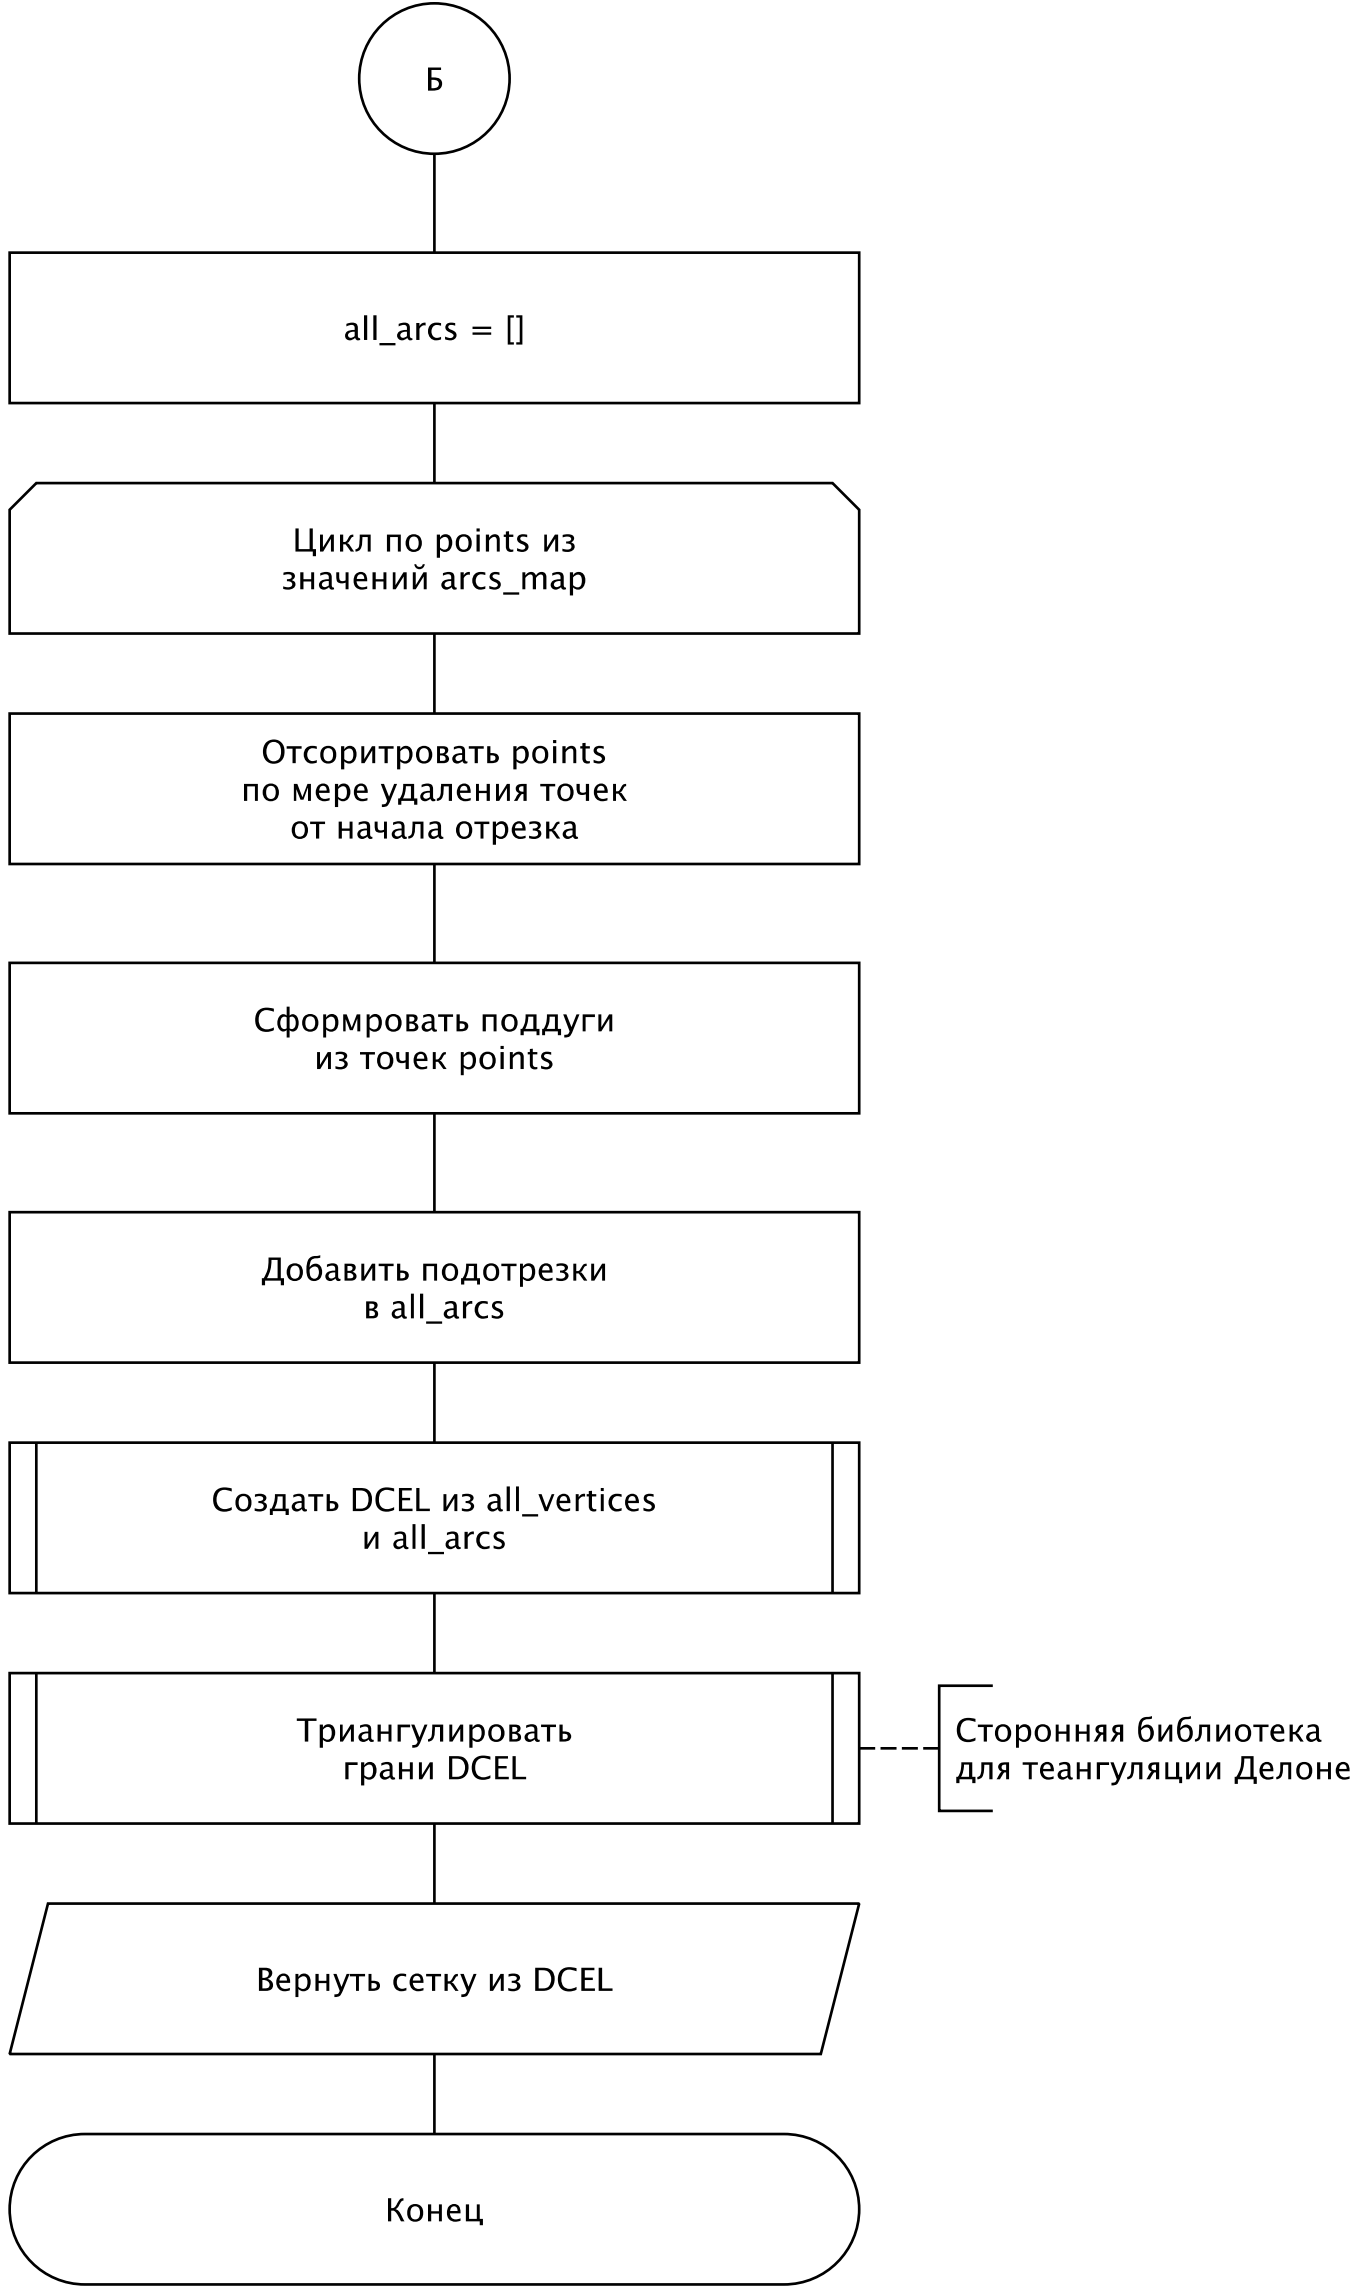 Б
all_arcs = []
Цикл по points из
значений arcs_map
Отсоритровать points
по мере удаления точек
от начала отрезка
Сформровать поддуги
из точек points
Добавить подотрезки
в all_arcs
Создать DCEL из all_vertices
и all_arcs
Триангулировать
грани DCEL
Сторонняя библиотека
для теангуляции Делоне
Вернуть сетку из DCEL
Конец